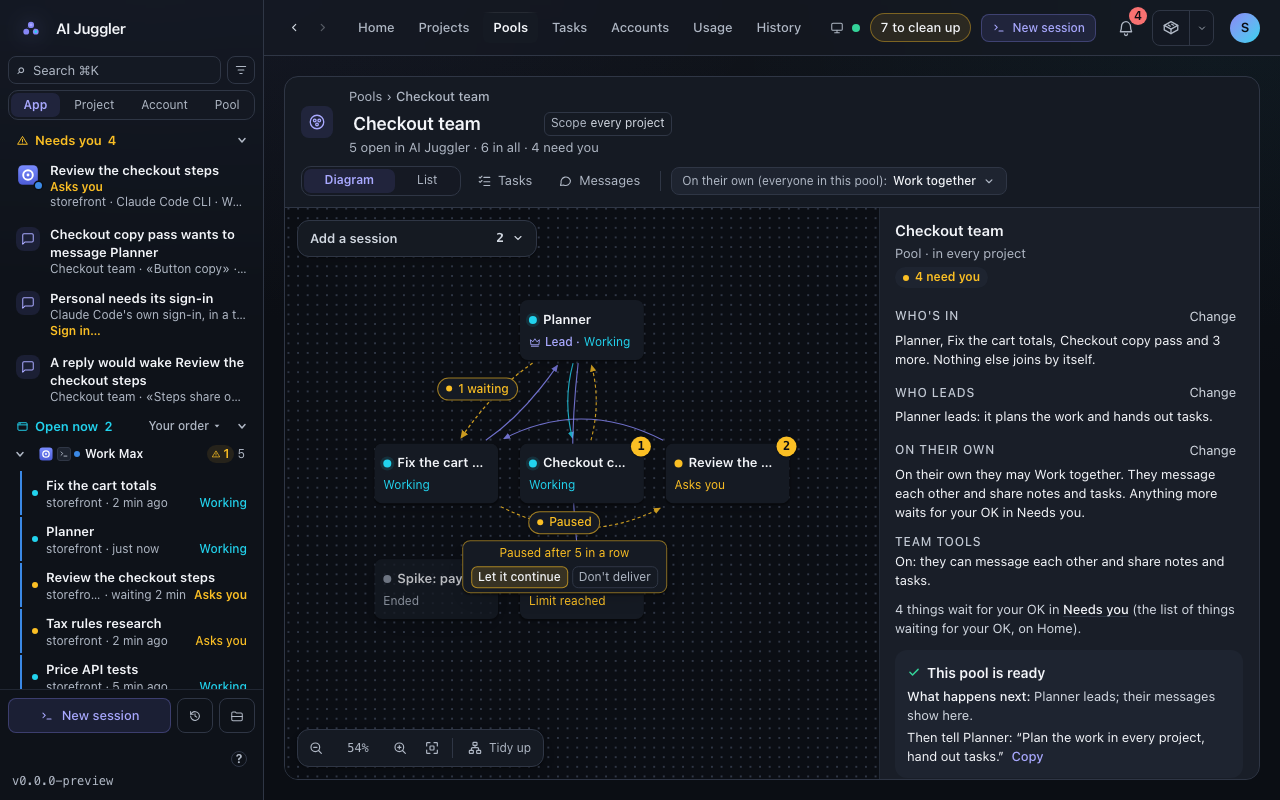 AI Juggler
Search ⌘K
App
Project
Account
Pool
Needs you 4
Review the checkout steps
Asks you
storefront · Claude Code CLI · W...
Checkout copy pass wants to
message Planner
Checkout team · «Button copy» ·...
Personal needs its sign-in
Claude Code's own sign-in, in a t...
Sign in...
A reply would wake Review the
checkout steps
Checkout team · «Steps share o...
Open now 2
Your order
Work Max
1
5
Fix the cart totals
storefront · 2 min ago
Working
Planner
storefront · just now
Working
Review the checkout steps
storefro... · waiting 2 min
Asks you
Tax rules research
storefront · 2 min ago
Asks you
Price API tests
storefront · 5 min ago
Working
New session
?
v0.0.0-preview
Home
Projects
Pools
Tasks
Accounts
Usage
History
7 to clean up
New session
4
S
Pools › Checkout team
Checkout team
Scope every project
5 open in AI Juggler · 6 in all · 4 need you
Diagram
List
Tasks
Messages
On their own (everyone in this pool): Work together
Add a session
2
Planner
Lead · Working
1 waiting
Fix the cart ...
Working
1
Checkout c...
Working
2
Review the ...
Asks you
Paused
Paused after 5 in a row
Let it continue
Don't deliver
Spike: pay
Ended
Limit reached
54%
Tidy up
Checkout team
Pool · in every project
4 need you
WHO'S IN
Change
Planner, Fix the cart totals, Checkout copy pass and 3
more. Nothing else joins by itself.
WHO LEADS
Change
Planner leads: it plans the work and hands out tasks.
ON THEIR OWN
Change
On their own they may Work together. They message
each other and share notes and tasks. Anything more
waits for your OK in Needs you.
TEAM TOOLS
On: they can message each other and share notes and
tasks.
4 things wait for your OK in Needs you (the list of things
waiting for your OK, on Home).
This pool is ready
What happens next: Planner leads; their messages
show here.
Then tell Planner: “Plan the work in every project,
hand out tasks.” Copy